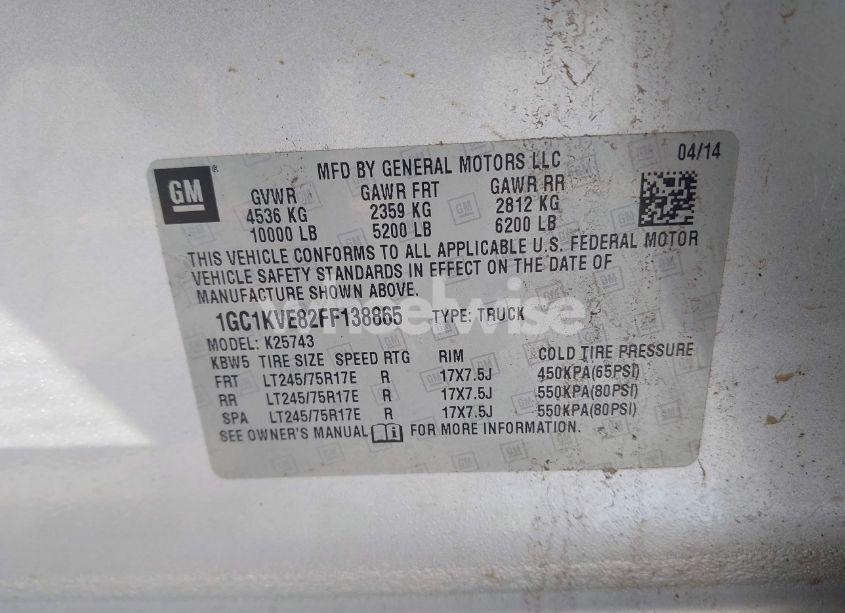 GM
MFD BY GENERAL MOTORS LLC 04/14
GVWR GAWR FRT GAWR RR
4536 KG 2359 KG 2812 KG
10000 LB 5200 LB 6200 LB
THIS VEHICLE CONFORMS TO ALL APPLICABLE U.S. FEDERAL MOTOR
VEHICLE SAFETY STANDARDS IN EFFECT ON THE DATE OF
MANUFACTURE SHOWN ABOVE.
1GC1KVE82FF138865 TYPE: TRUCK
wheelwise
MODEL: K25743
KBW5 TIRE SIZE SPEED RTG RIM COLD TIRE PRESSURE
FRT LT245/75R17E R 17X7.5J 450KPA(65PSI)
RR LT245/75R17E R 17X7.5J 550KPA(80PSI)
SPA LT245/75R17E R 17X7.5J 550KPA(80PSI)
SEE OWNER'S MANUAL FOR MORE INFORMATION.